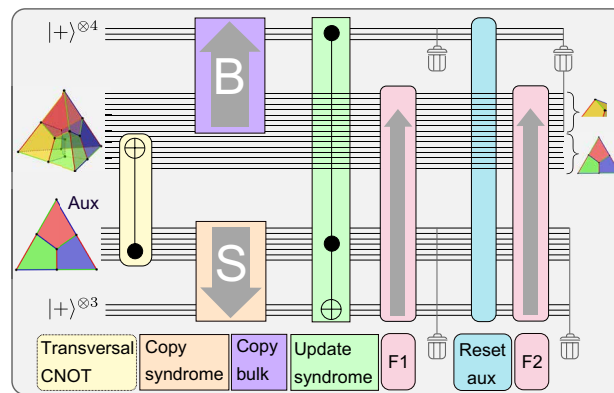 |+⟩⊗4
B
Aux
S
|+⟩⊗3
Transversal
CNOT
Copy
syndrome
Copy
bulk
Update
syndrome
F1
Reset
aux
F2